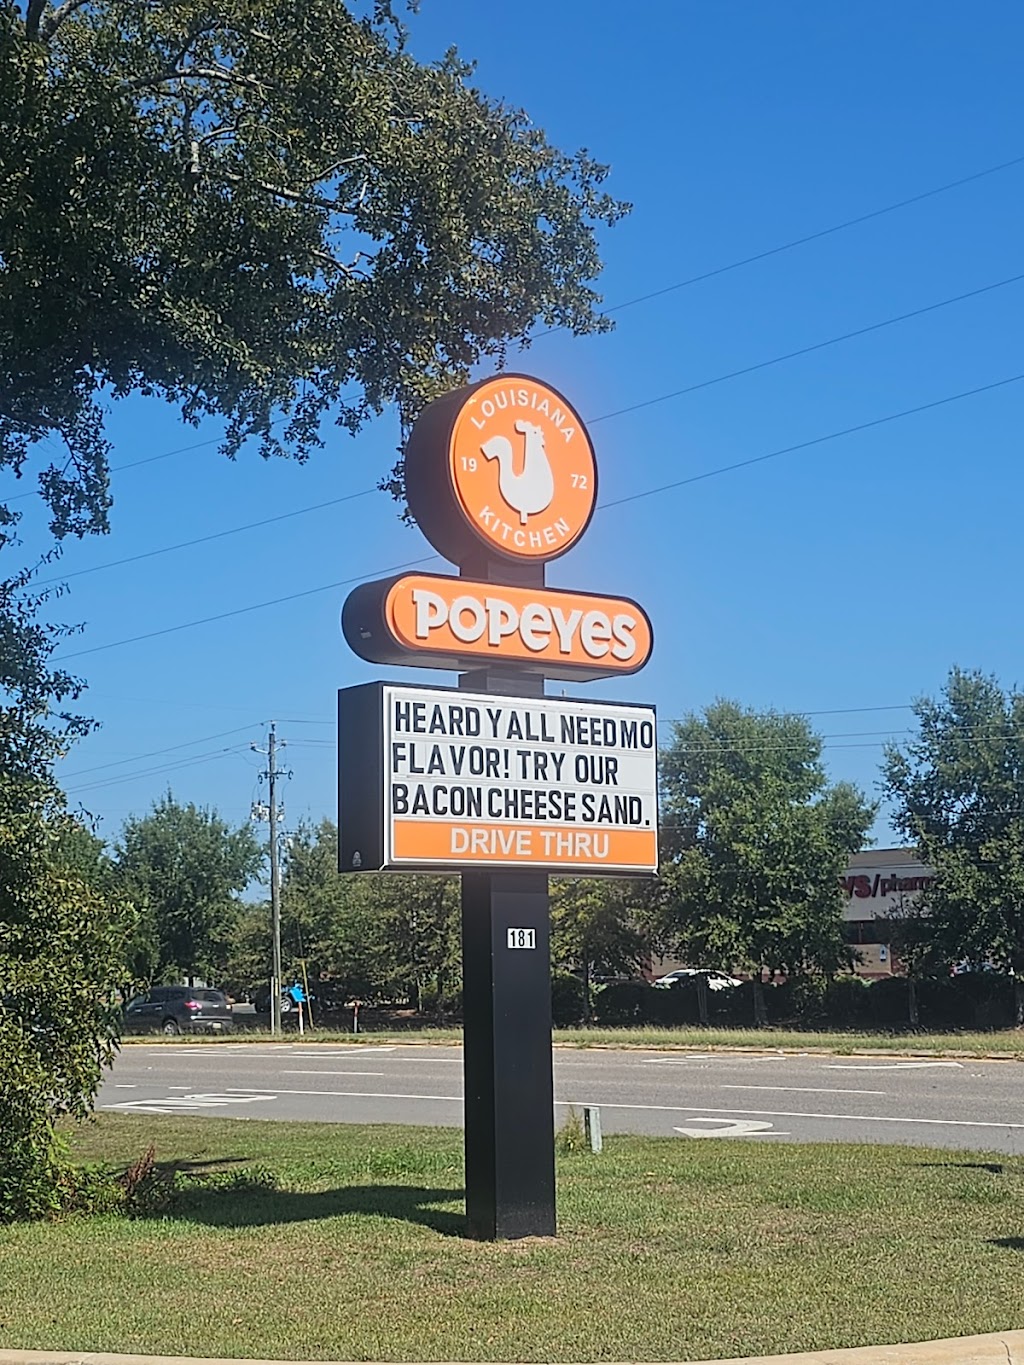 LOUISIANA
19 72
KITCHEN
POPEYES
HEARD YALL NEED MO
FLAVOR! TRY OUR
BACON CHEESE SAND.
DRIVE THRU
181